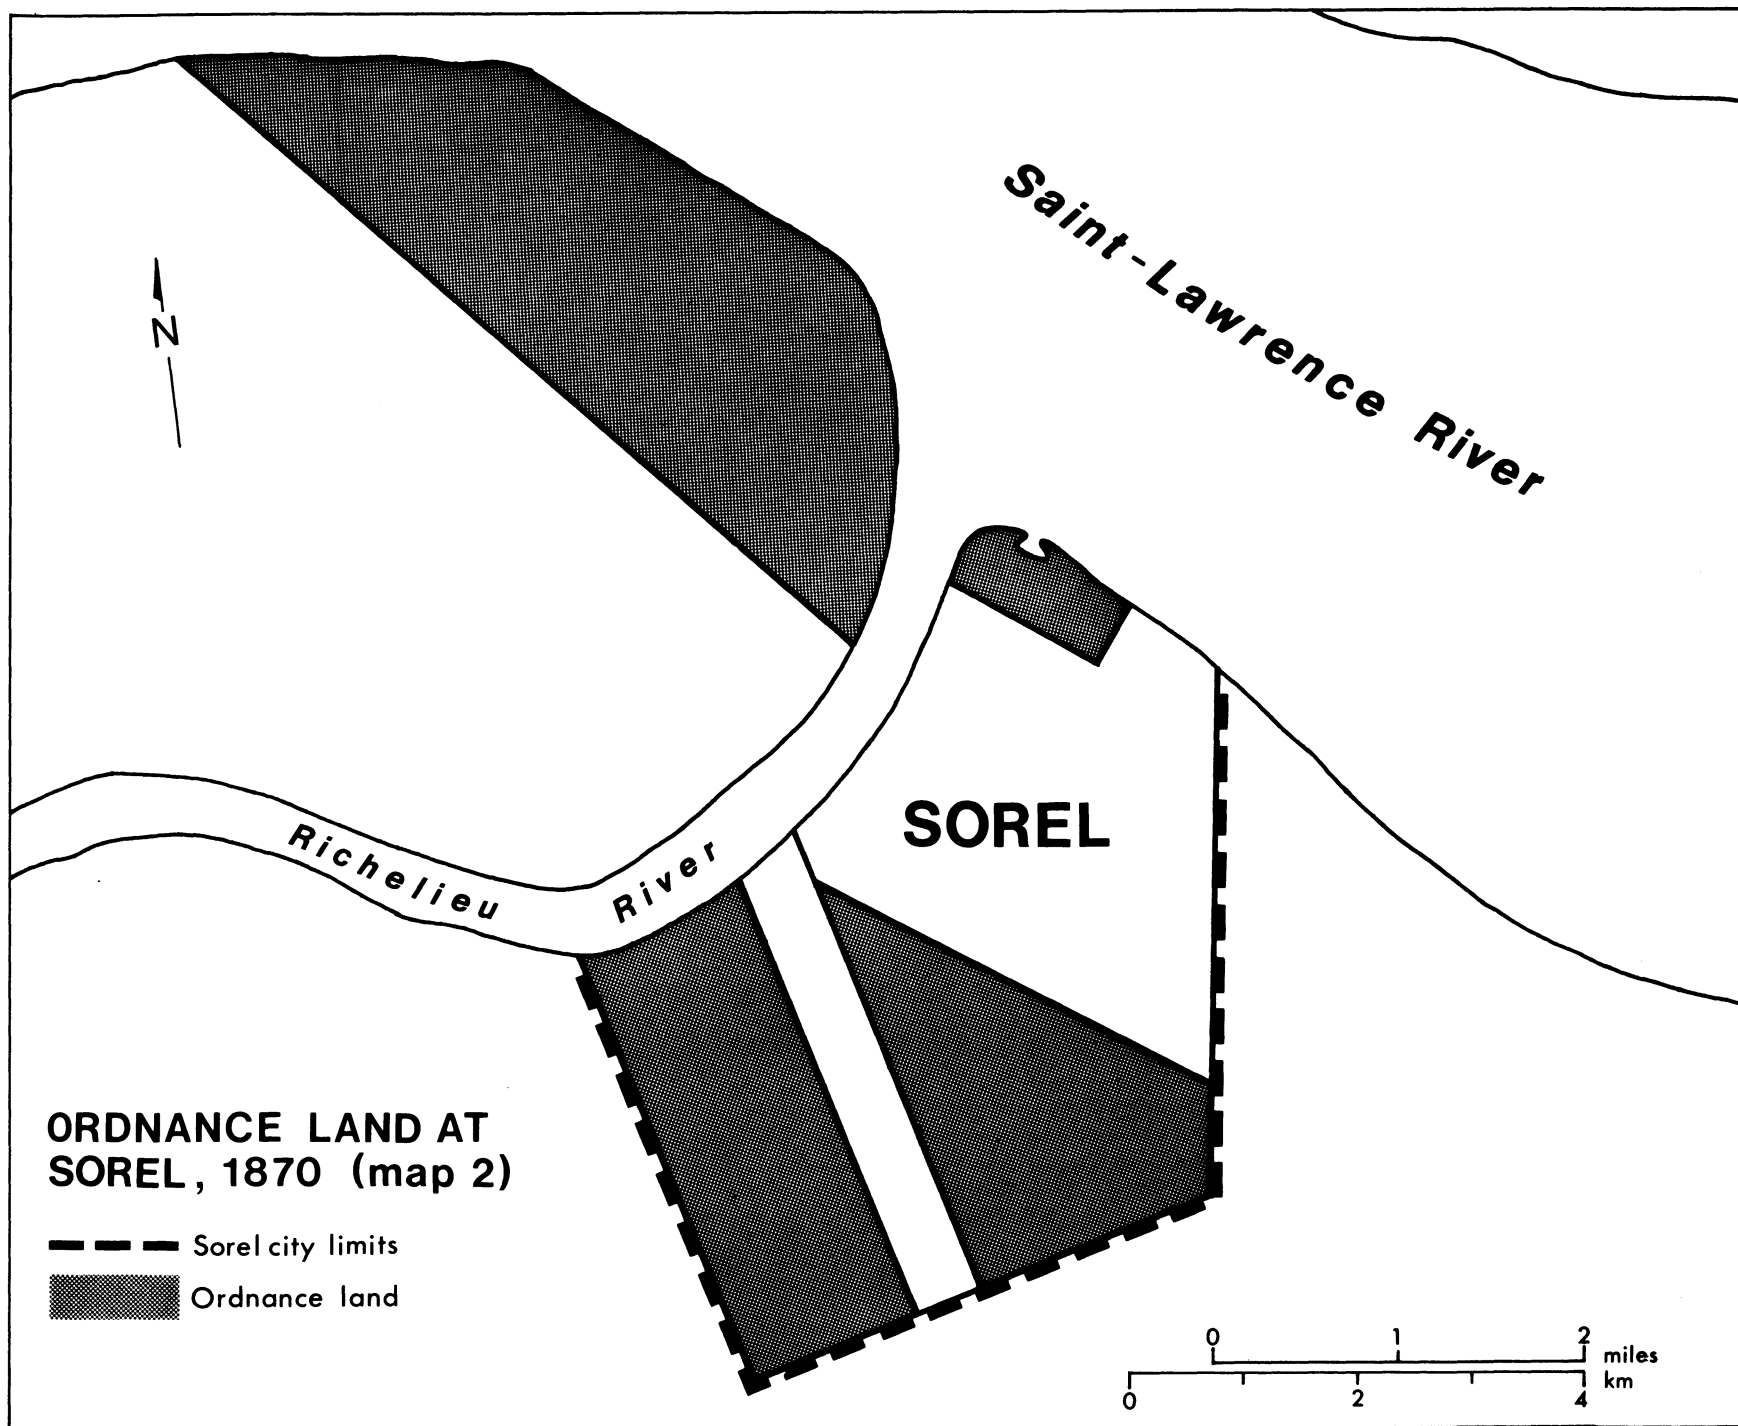 Saint-Lawrence River
N
SOREL
Richelieu River
ORDNANCE LAND AT
SOREL, 1870 (map 2)
Sorel city limits
Ordnance land
0 1 2 miles
km
0 2 4